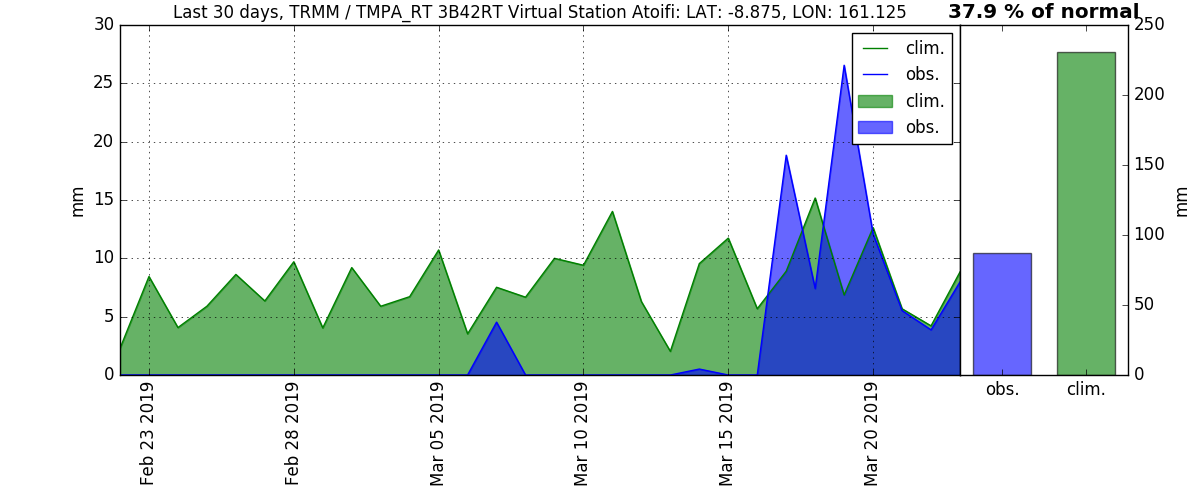 Last 30 days, TRMM / TMPA_RT 3B42RT Virtual Station Atoifi: LAT: -8.875, LON: 161.125
37.9 % of normal
30
25
20
15
10
5
0
mm
clim.
obs.
clim.
obs.
250
200
150
100
50
0
mm
obs.
clim.
Feb 23 2019
Feb 28 2019
Mar 05 2019
Mar 10 2019
Mar 15 2019
Mar 20 2019